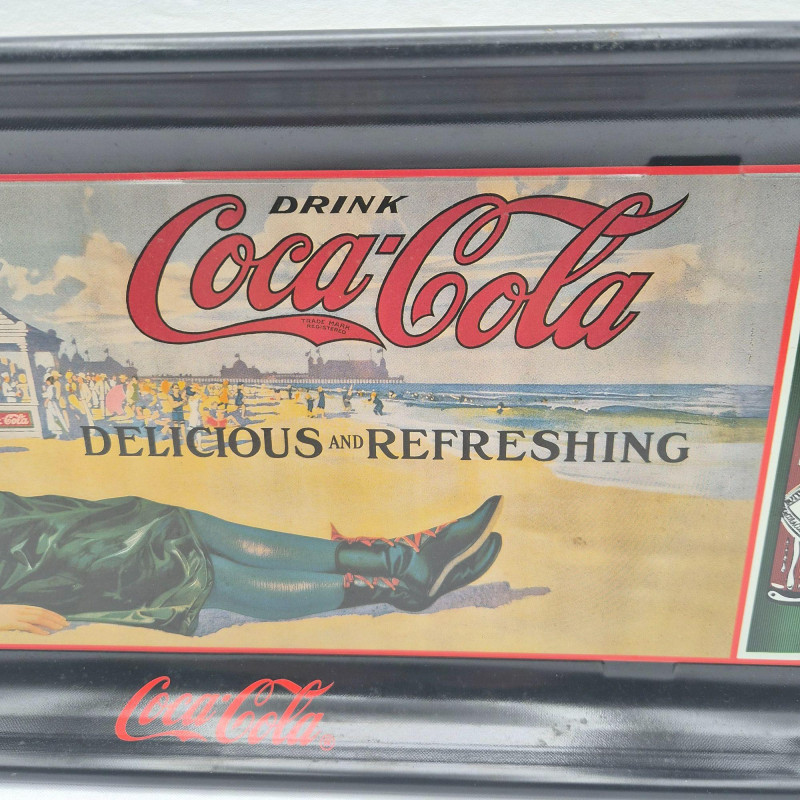 DRINK
Coca-Cola
TRADE MARK
REGISTERED
Coca-Cola
DELICIOUS AND REFRESHING
Coca-Cola®